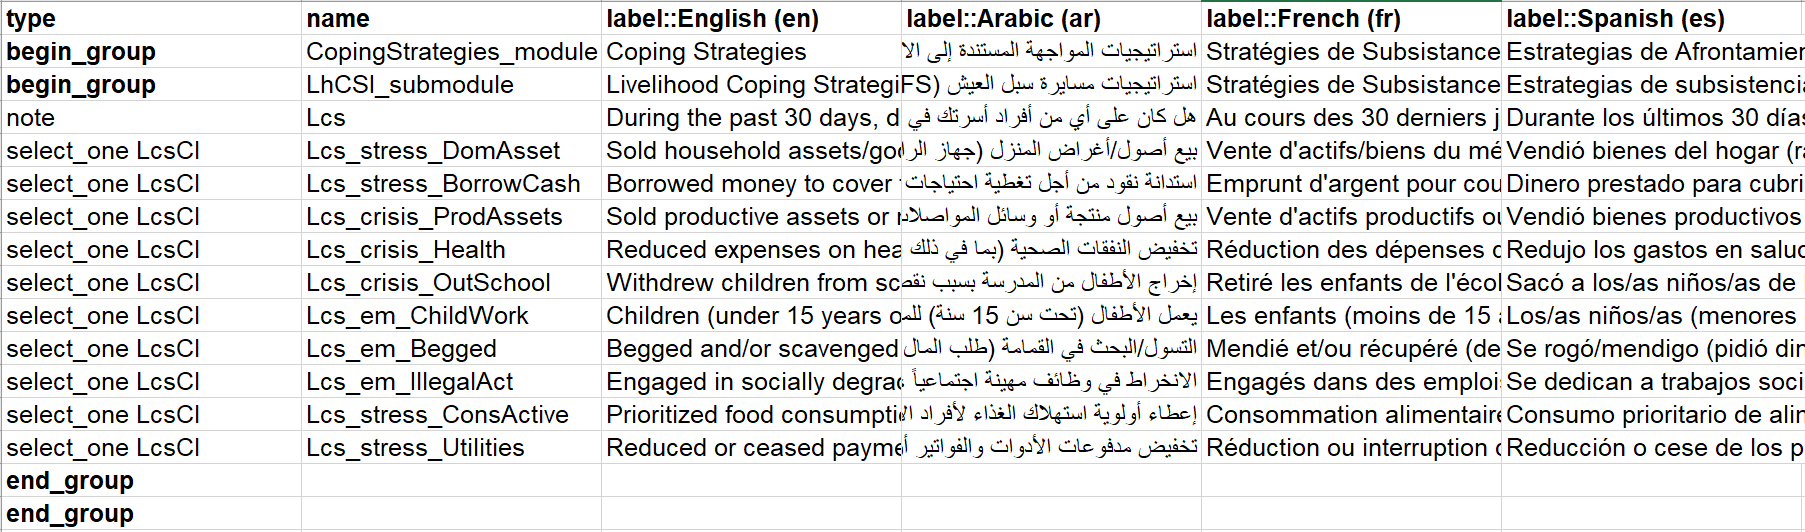 type name label::English (en) label::Arabic (ar) label::French (fr) label::Spanish (es)
begin_group CopingStrategies_module Coping Strategies استراتيجيات المواجهة المستندة إلى الا Stratégies de Subsistance Estrategias de Afrontamier
begin_group LhCSI_submodule Livelihood Coping Strategi استراتيجيات مسايرة سبل العيش (FS Stratégies de Subsistance Estrategias de subsistencia
note Lcs During the past 30 days, d هل كان على أي من أفراد أسرتك في Au cours des 30 derniers j Durante los últimos 30 días
select_one LcsCI Lcs_stress_DomAsset Sold household assets/go بيع أصول/أغراض المنزل (جهاز الر Vente d'actifs/biens du mé Vendió bienes del hogar (ra
select_one LcsCI Lcs_stress_BorrowCash Borrowed money to cover استدانة نقود من أجل تغطية احتياجات Emprunt d'argent pour cou Dinero prestado para cubri
select_one LcsCI Lcs_crisis_ProdAssets Sold productive assets or بيع أصول منتجة أو وسائل المواصلات Vente d'actifs productifs ou Vendió bienes productivos
select_one LcsCI Lcs_crisis_Health Reduced expenses on hea تخفيض النفقات الصحية (بما في ذلك Réduction des dépenses Redujo los gastos en saluc
select_one LcsCI Lcs_crisis_OutSchool Withdrew children from sc إخراج الأطفال من المدرسة بسبب نقص Retiré les enfants de l'écol Sacó a los/as niños/as de
select_one LcsCI Lcs_em_ChildWork Children (under 15 years o يعمل الأطفال (تحت سن 15 سنة) للم Les enfants (moins de 15 Los/as niños/as (menores
select_one LcsCI Lcs_em_Begged Begged and/or scavenged التسول/البحث في القمامة (طلب المال Mendié et/ou récupéré (de Se rogó/mendigo (pidió din
select_one LcsCI Lcs_em_IllegalAct Engaged in socially degrac الانخراط في وظائف مهينة اجتماعياً Engagés dans des emplois Se dedican a trabajos soci
select_one LcsCI Lcs_stress_ConsActive Prioritized food consumpti إعطاء أولوية استهلاك الغذاء لأفراد الا Consommation alimentaire Consumo prioritario de alin
select_one LcsCI Lcs_stress_Utilities Reduced or ceased payme تخفيض مدفوعات الأدوات والفواتير أ Réduction ou interruption Reducción o cese de los p
end_group
end_group